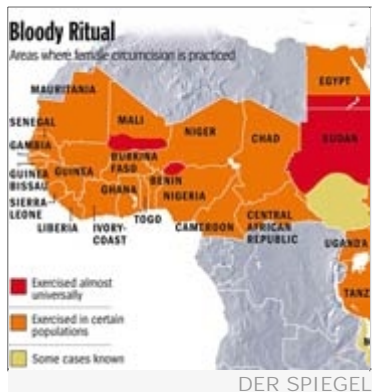 Bloody Ritual
Areas where female circumcision is practiced
EGYPT
MAURITANIA
MALI
NIGER
SENEGAL
GAMBIA
CHAD
SUDAN
BURKINA
FASO
GUINEA
BISSAU
GUINEA
GHANA
BENIN
NIGERIA
SIERRA-
LEONE
LIBERIA
IVORY-
COAST
TOGO
CAMEROON
CENTRAL
AFRICAN
REPUBLIC
UGANDA
TANZ
Exercised almost
universally
Exercised in certain
populations
Some cases known
DER SPIEGEL